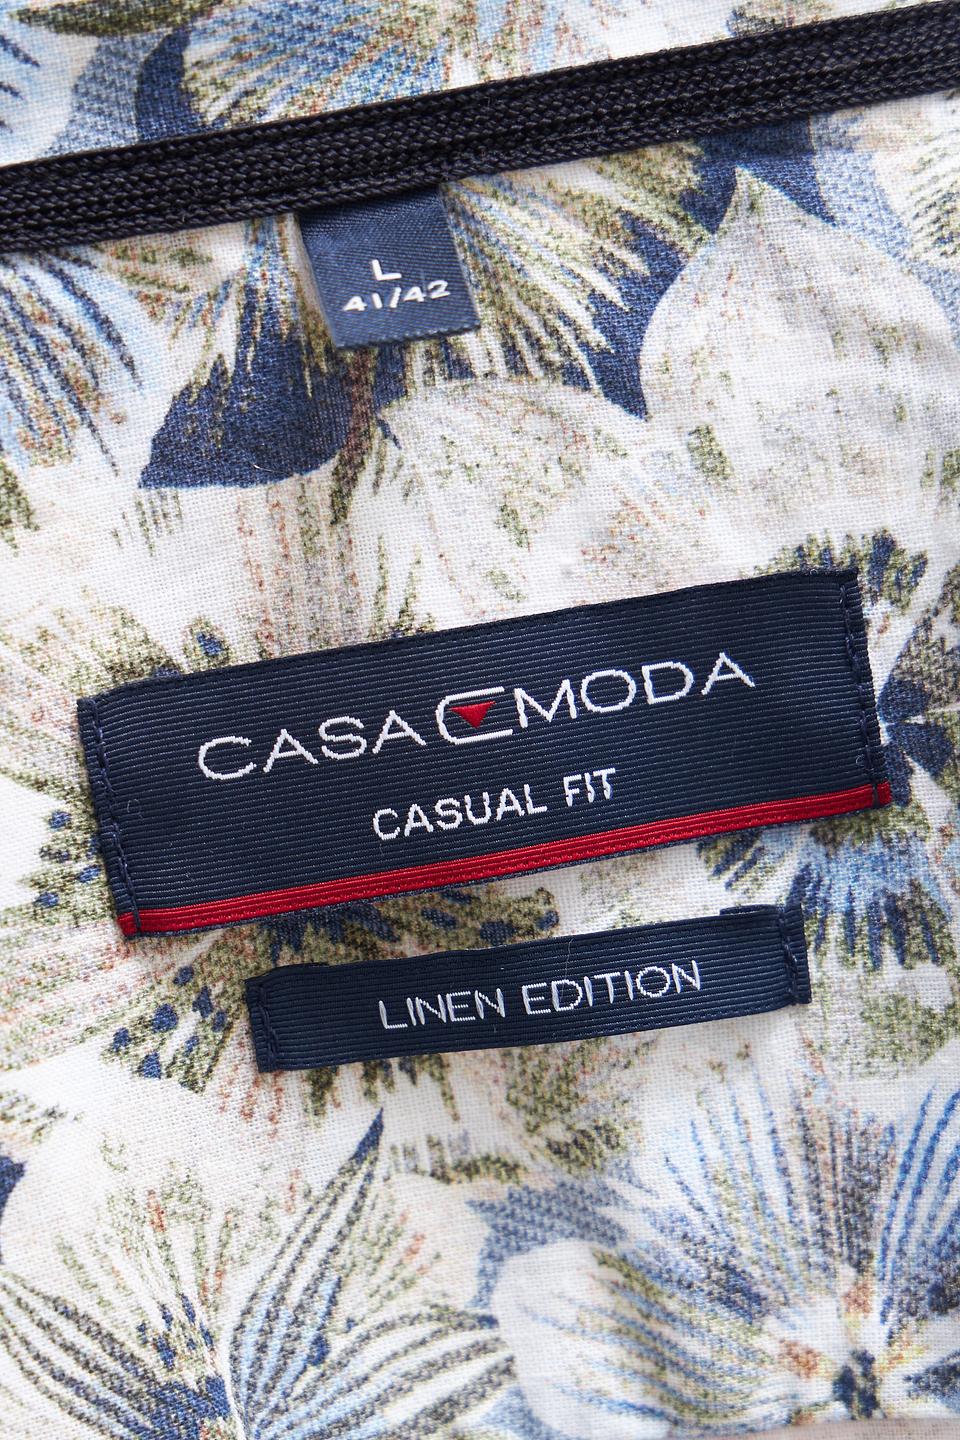 L
41/42
CASA MODA
CASUAL FIT
LINEN EDITION